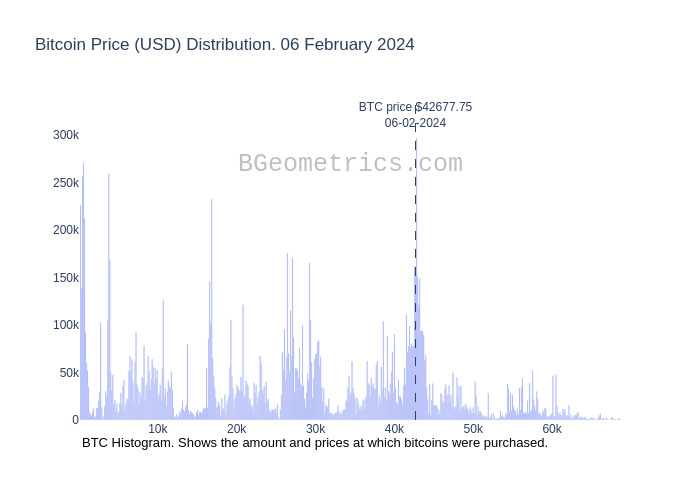 Bitcoin Price (USD) Distribution. 06 February 2024
BTC price $42677.75
06-02-2024
BGeometrics.com
300k
250k
200k
150k
100k
50k
0
10k 20k 30k 40k 50k 60k
BTC Histogram. Shows the amount and prices at which bitcoins were purchased.